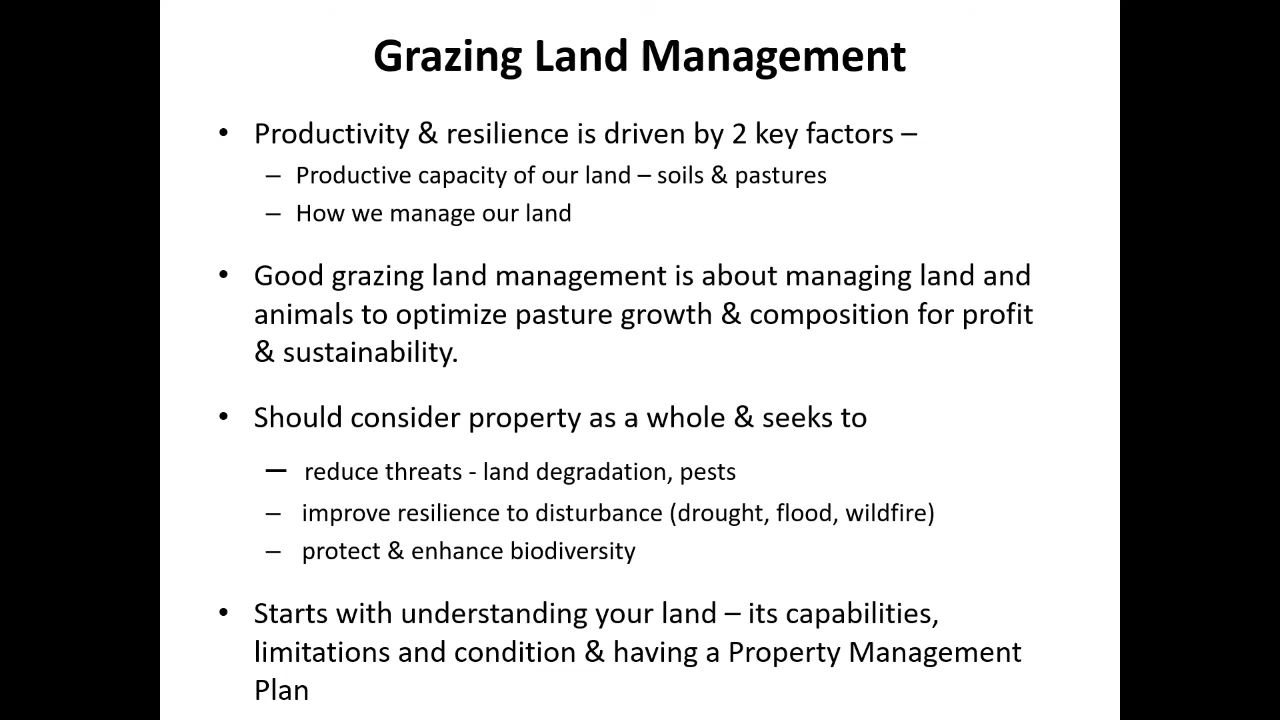 Grazing Land Management
• Productivity & resilience is driven by 2 key factors –
– Productive capacity of our land – soils & pastures
– How we manage our land
• Good grazing land management is about managing land and
animals to optimize pasture growth & composition for profit
& sustainability.
• Should consider property as a whole & seeks to
– reduce threats - land degradation, pests
– improve resilience to disturbance (drought, flood, wildfire)
– protect & enhance biodiversity
• Starts with understanding your land – its capabilities,
limitations and condition & having a Property Management
Plan